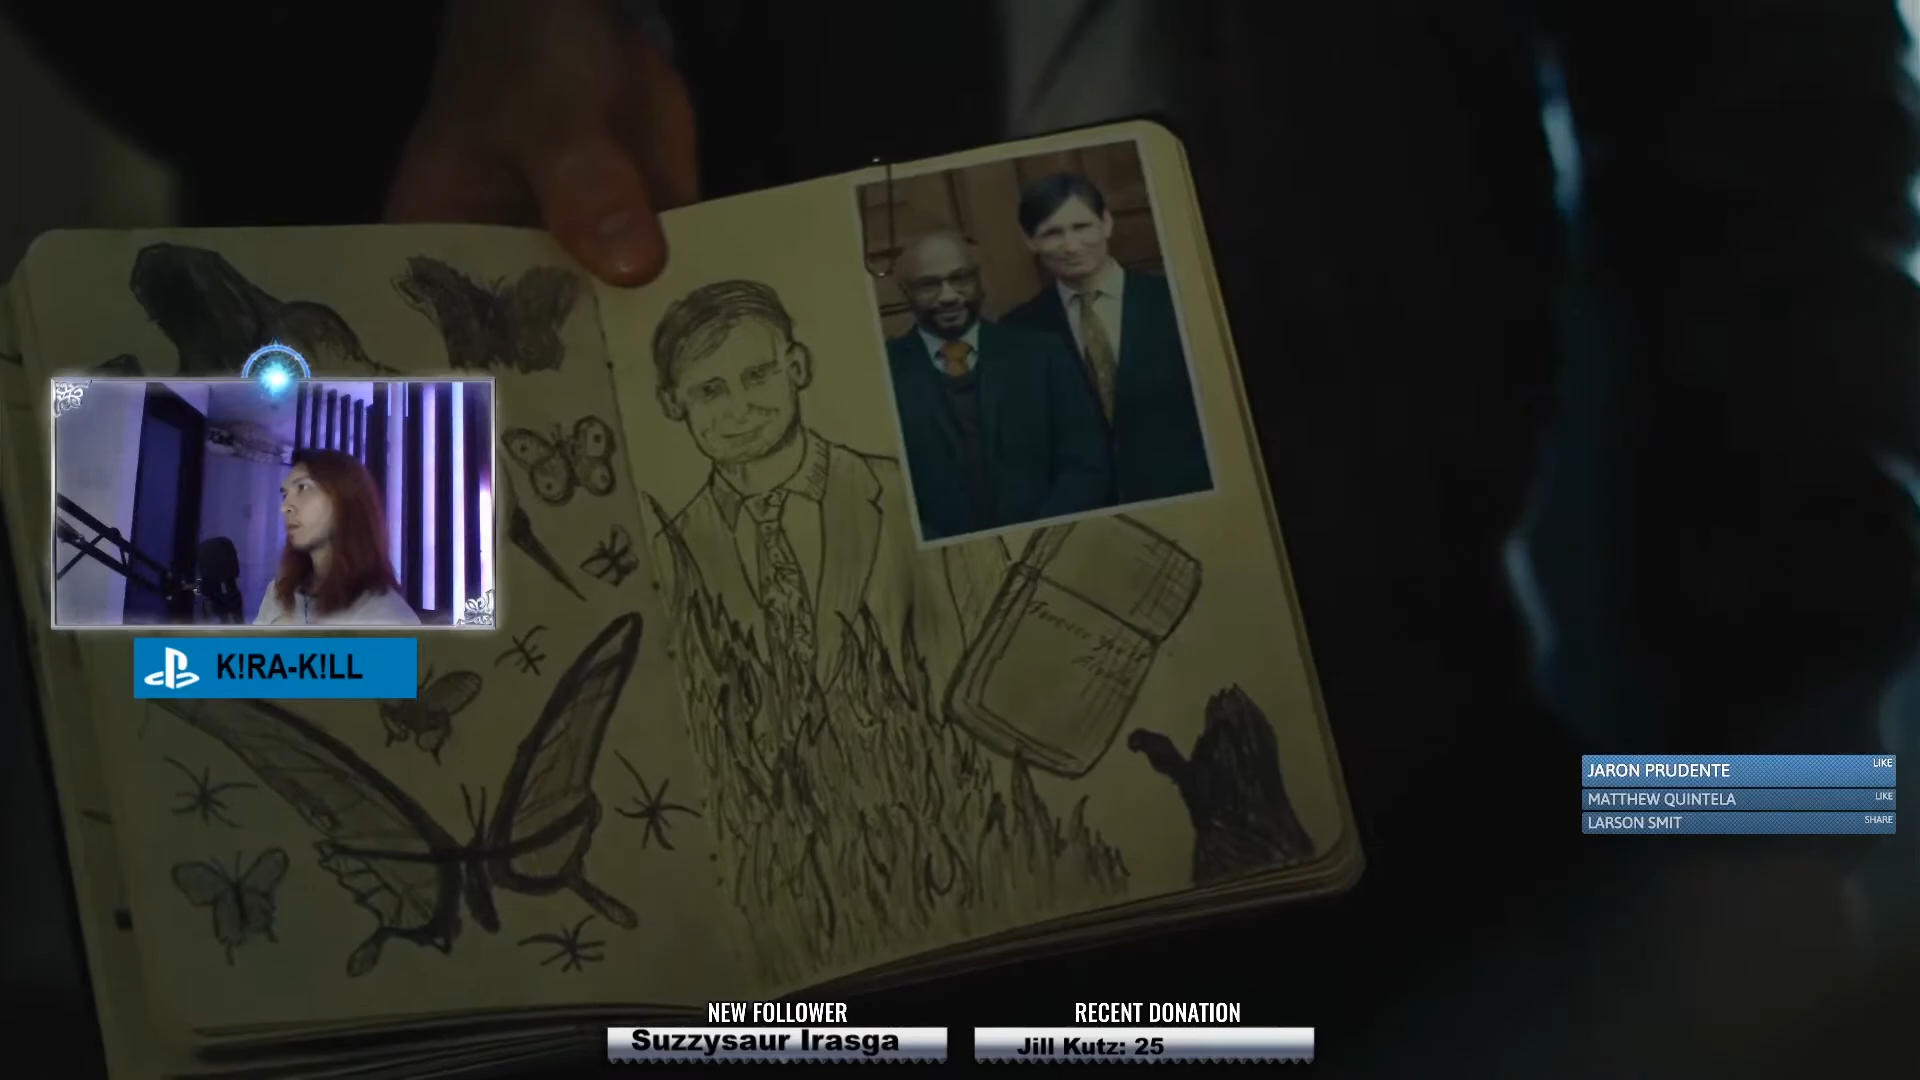 K!RA-K!LL
JARON PRUDENTE LIKE
MATTHEW QUINTELA LIKE
LARSON SMIT SHARE
NEW FOLLOWER
Suzzysaur Irasga
RECENT DONATION
Jill Kutz: 25